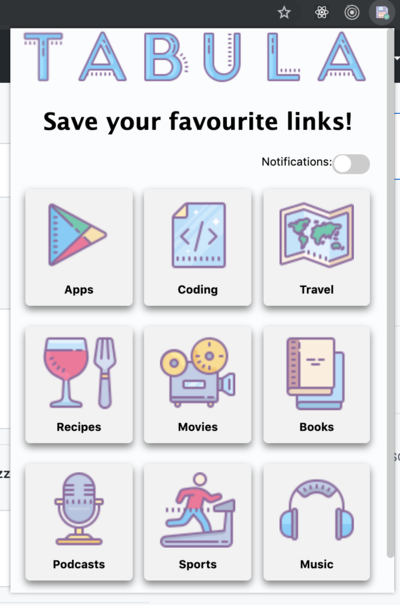 TABULA
Save your favourite links!
Notifications:
Apps
Coding
Travel
Recipes
Movies
Books
Podcasts
Sports
Music